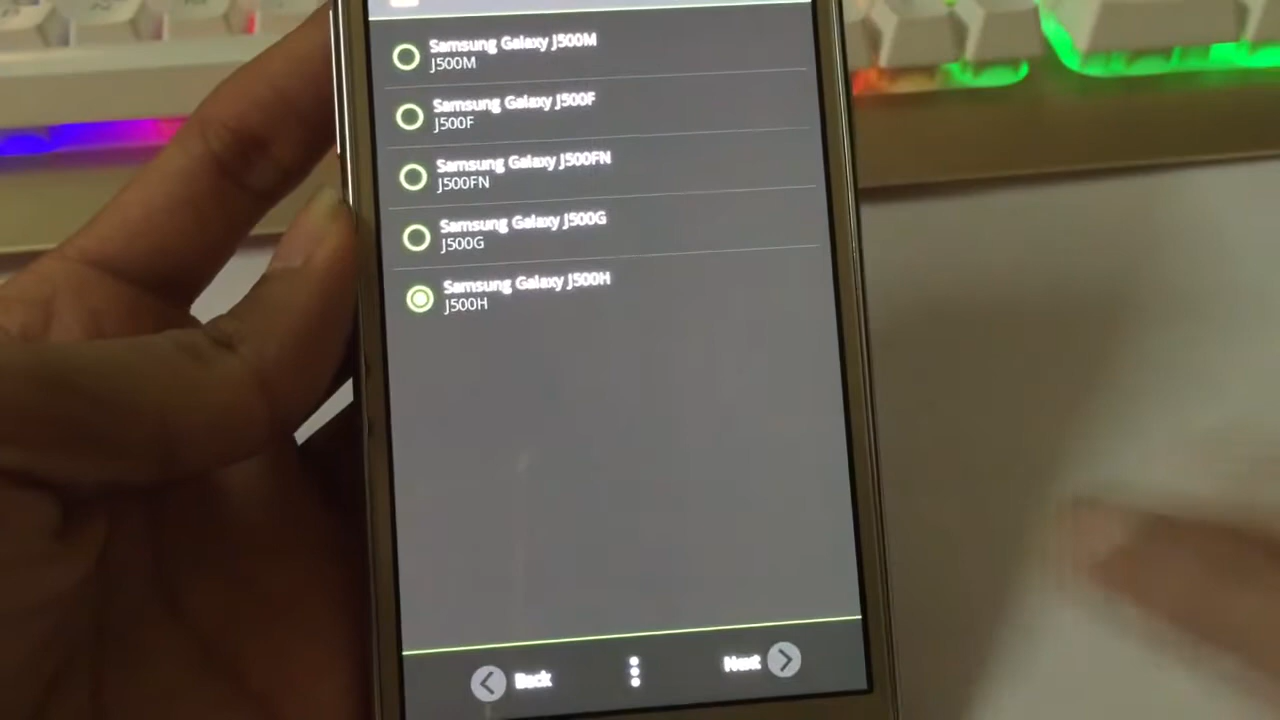 Samsung Galaxy J500M
J500M
Samsung Galaxy J500F
J500F
Samsung Galaxy J500FN
J500FN
Samsung Galaxy J500G
J500G
Samsung Galaxy J500H
J500H
Back
Next